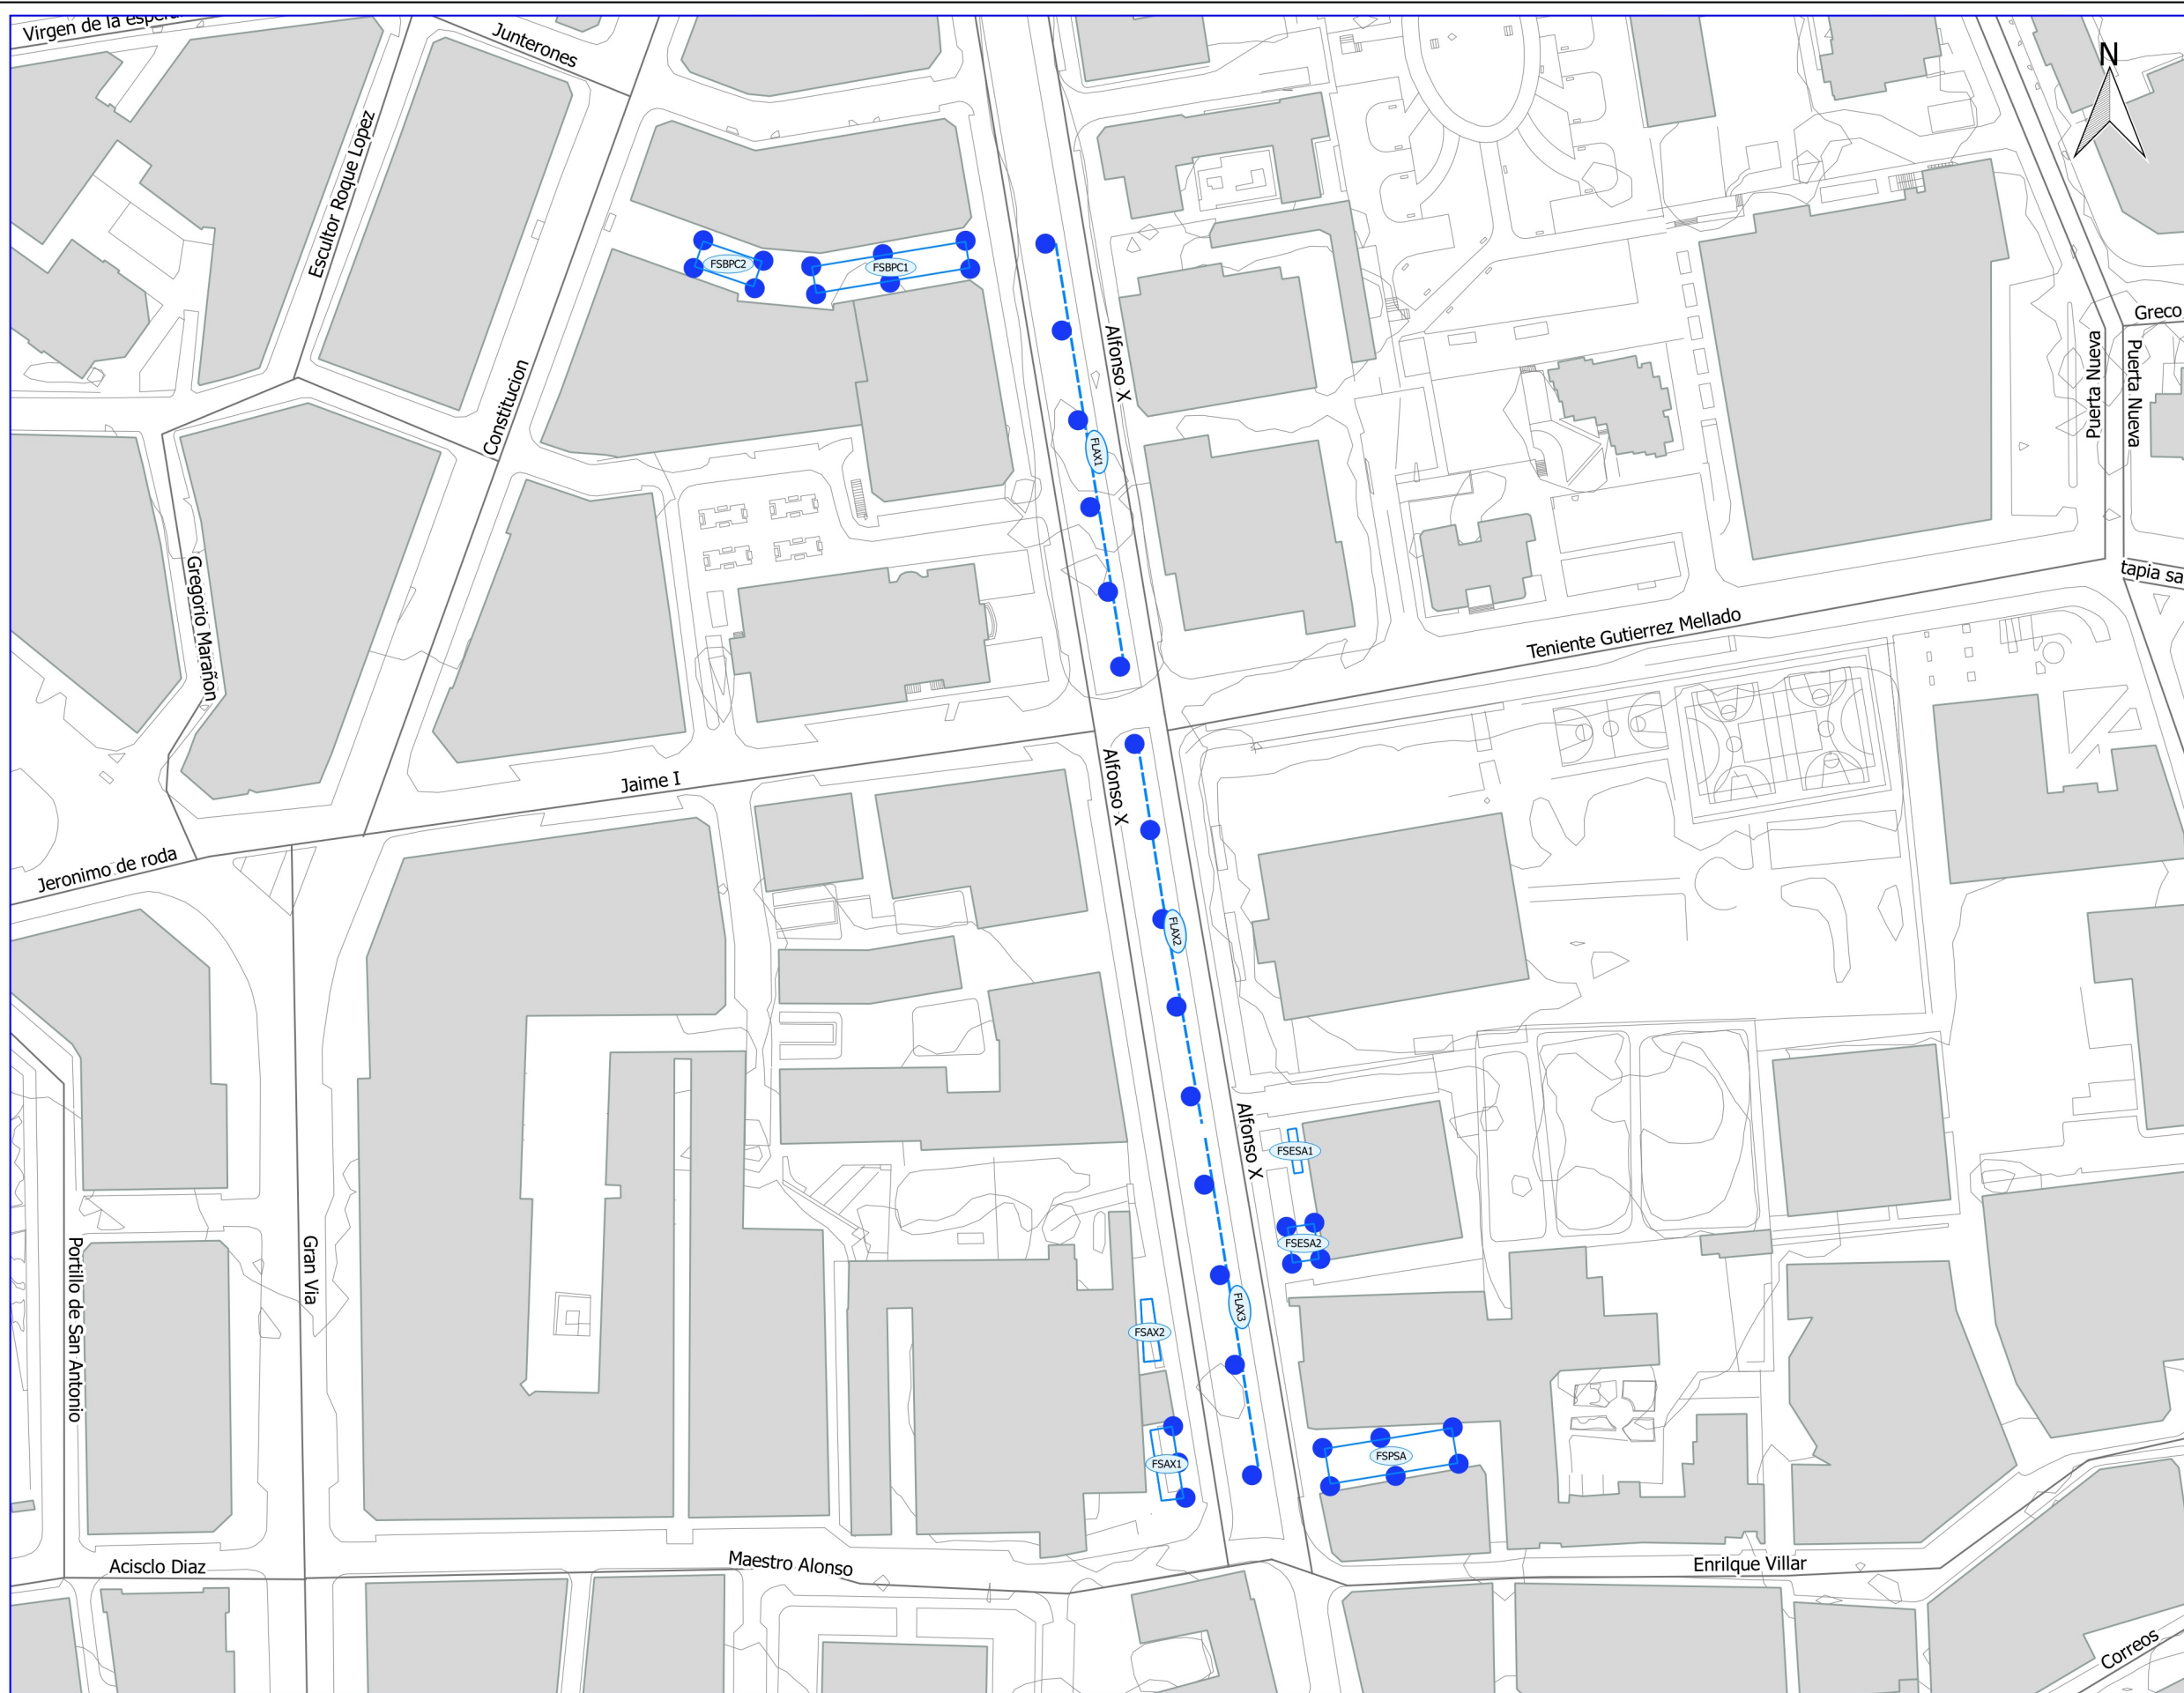 Virgen de la
Junterones
N
Escultor Roque Lopez
FSBPC2
FSBPC1
Greco
Alfonso X
Puerta Nueva
Puerta Nueva
Constitucion
FLAX1
tapia sa
Gregorio Marañon
Teniente Gutierrez Mellado
Jaime I
Alfonso X
Jeronimo de roda
FLAX2
Alfonso X
FSESA1
FSESA2
Portillo de San Antonio
Gran Via
FLAX3
FSAX2
FSPSA
FSAX1
Acisclo Diaz
Maestro Alonso
Enrilque Villar
Correos